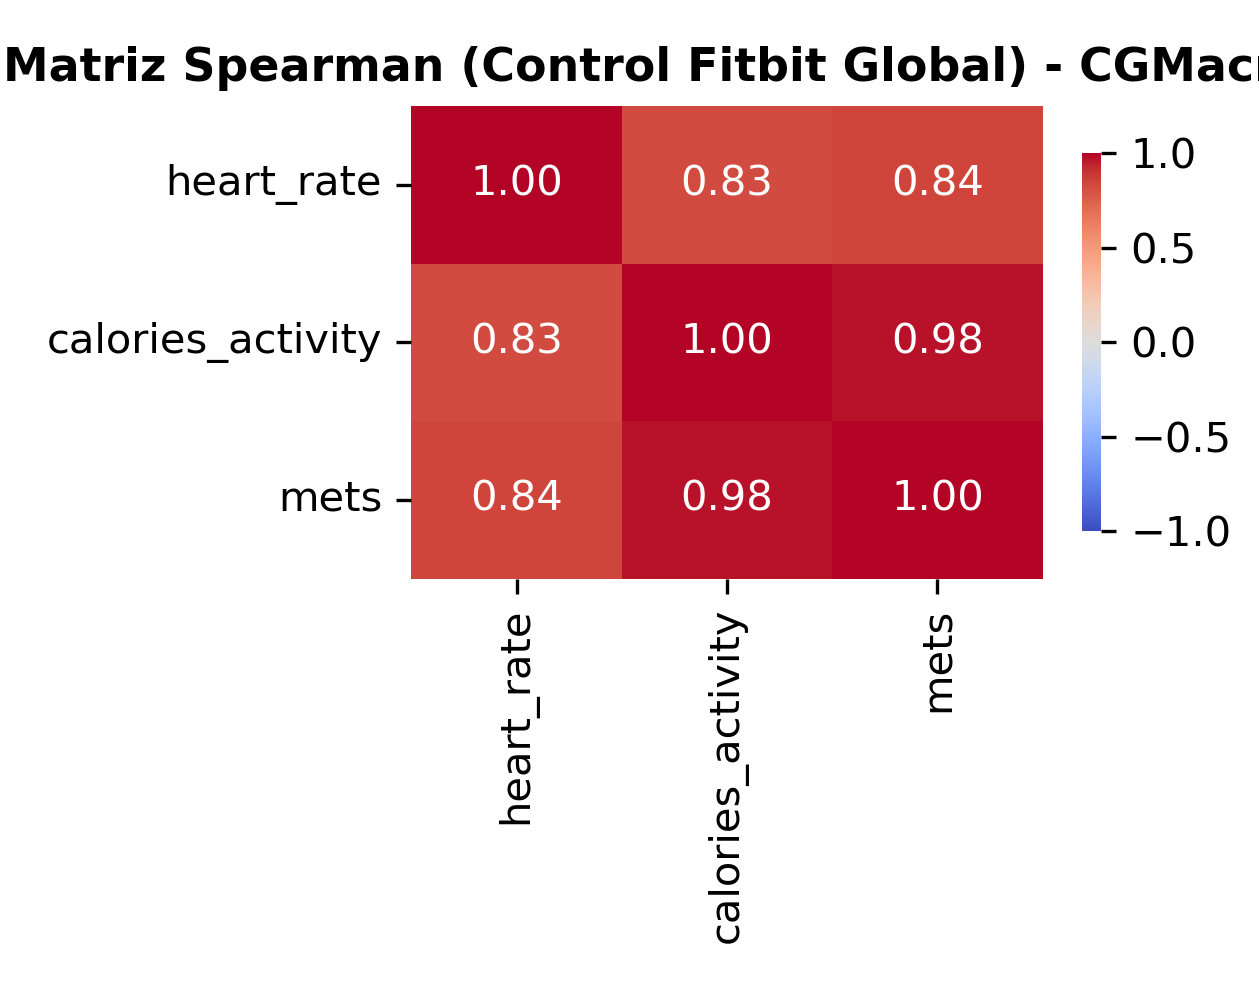 Matriz Spearman (Control Fitbit Global) - CGMac
heart_rate 1.00 0.83 0.84
calories_activity 0.83 1.00 0.98
mets 0.84 0.98 1.00
heart_rate
calories_activity
mets
1.0
0.5
0.0
−0.5
−1.0